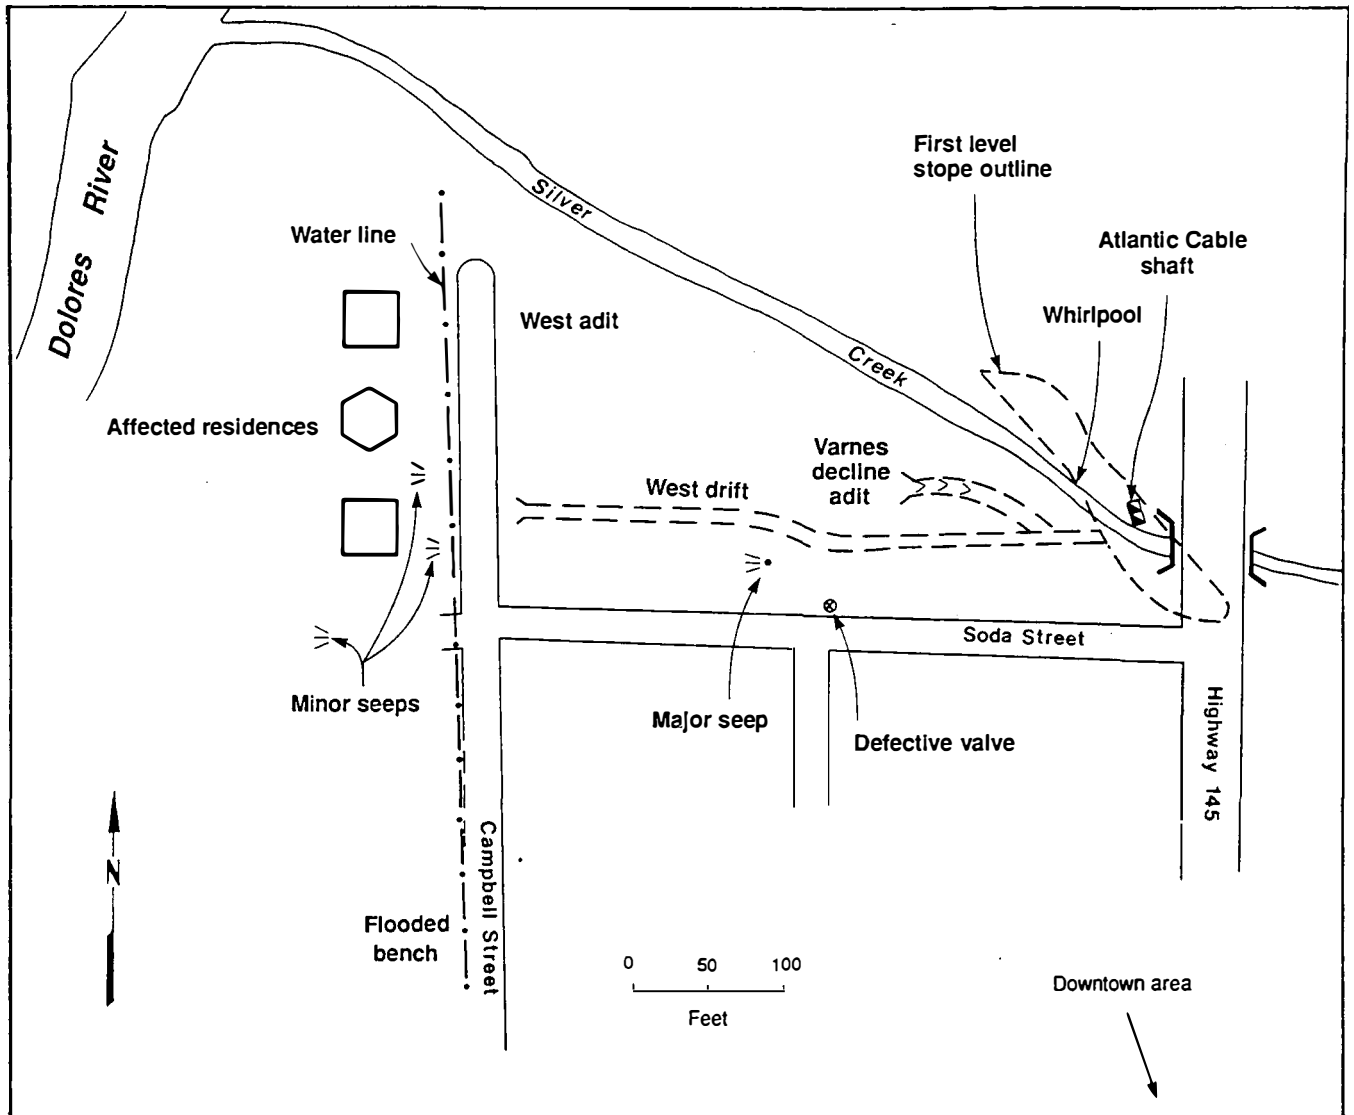 First level
stope outline
Dolores River
Silver
Water line
Atlantic Cable
shaft
West adit
Whirlpool
Creek
Affected residences
Varnes
decline
adit
West drift
Soda Street
Minor seeps
Major seep
Defective valve
Highway 145
N
Campbell Street
Flooded
bench
0 50 100
Feet
Downtown area